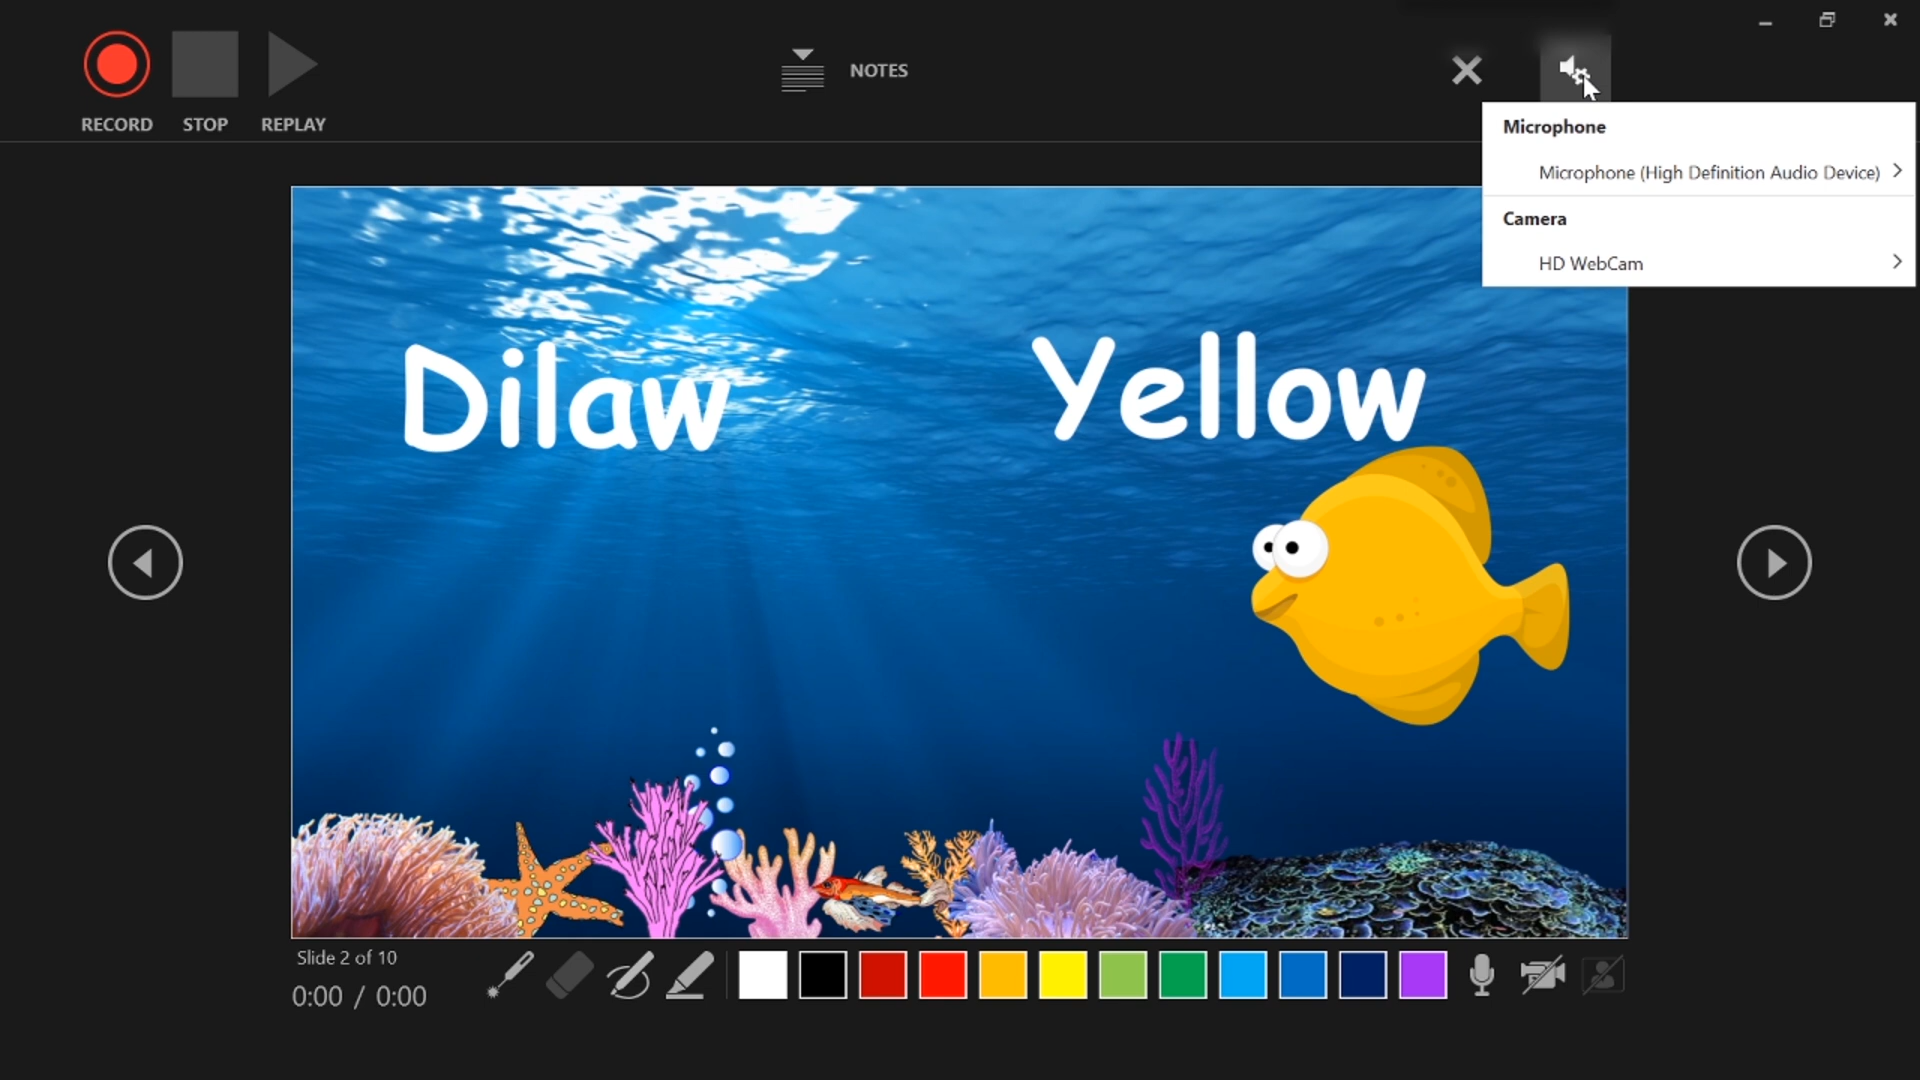 RECORD
STOP
REPLAY
NOTES
Microphone
Microphone (High Definition Audio Device)
Camera
HD WebCam
Dilaw
Yellow
Slide 2 of 10
0:00 / 0:00